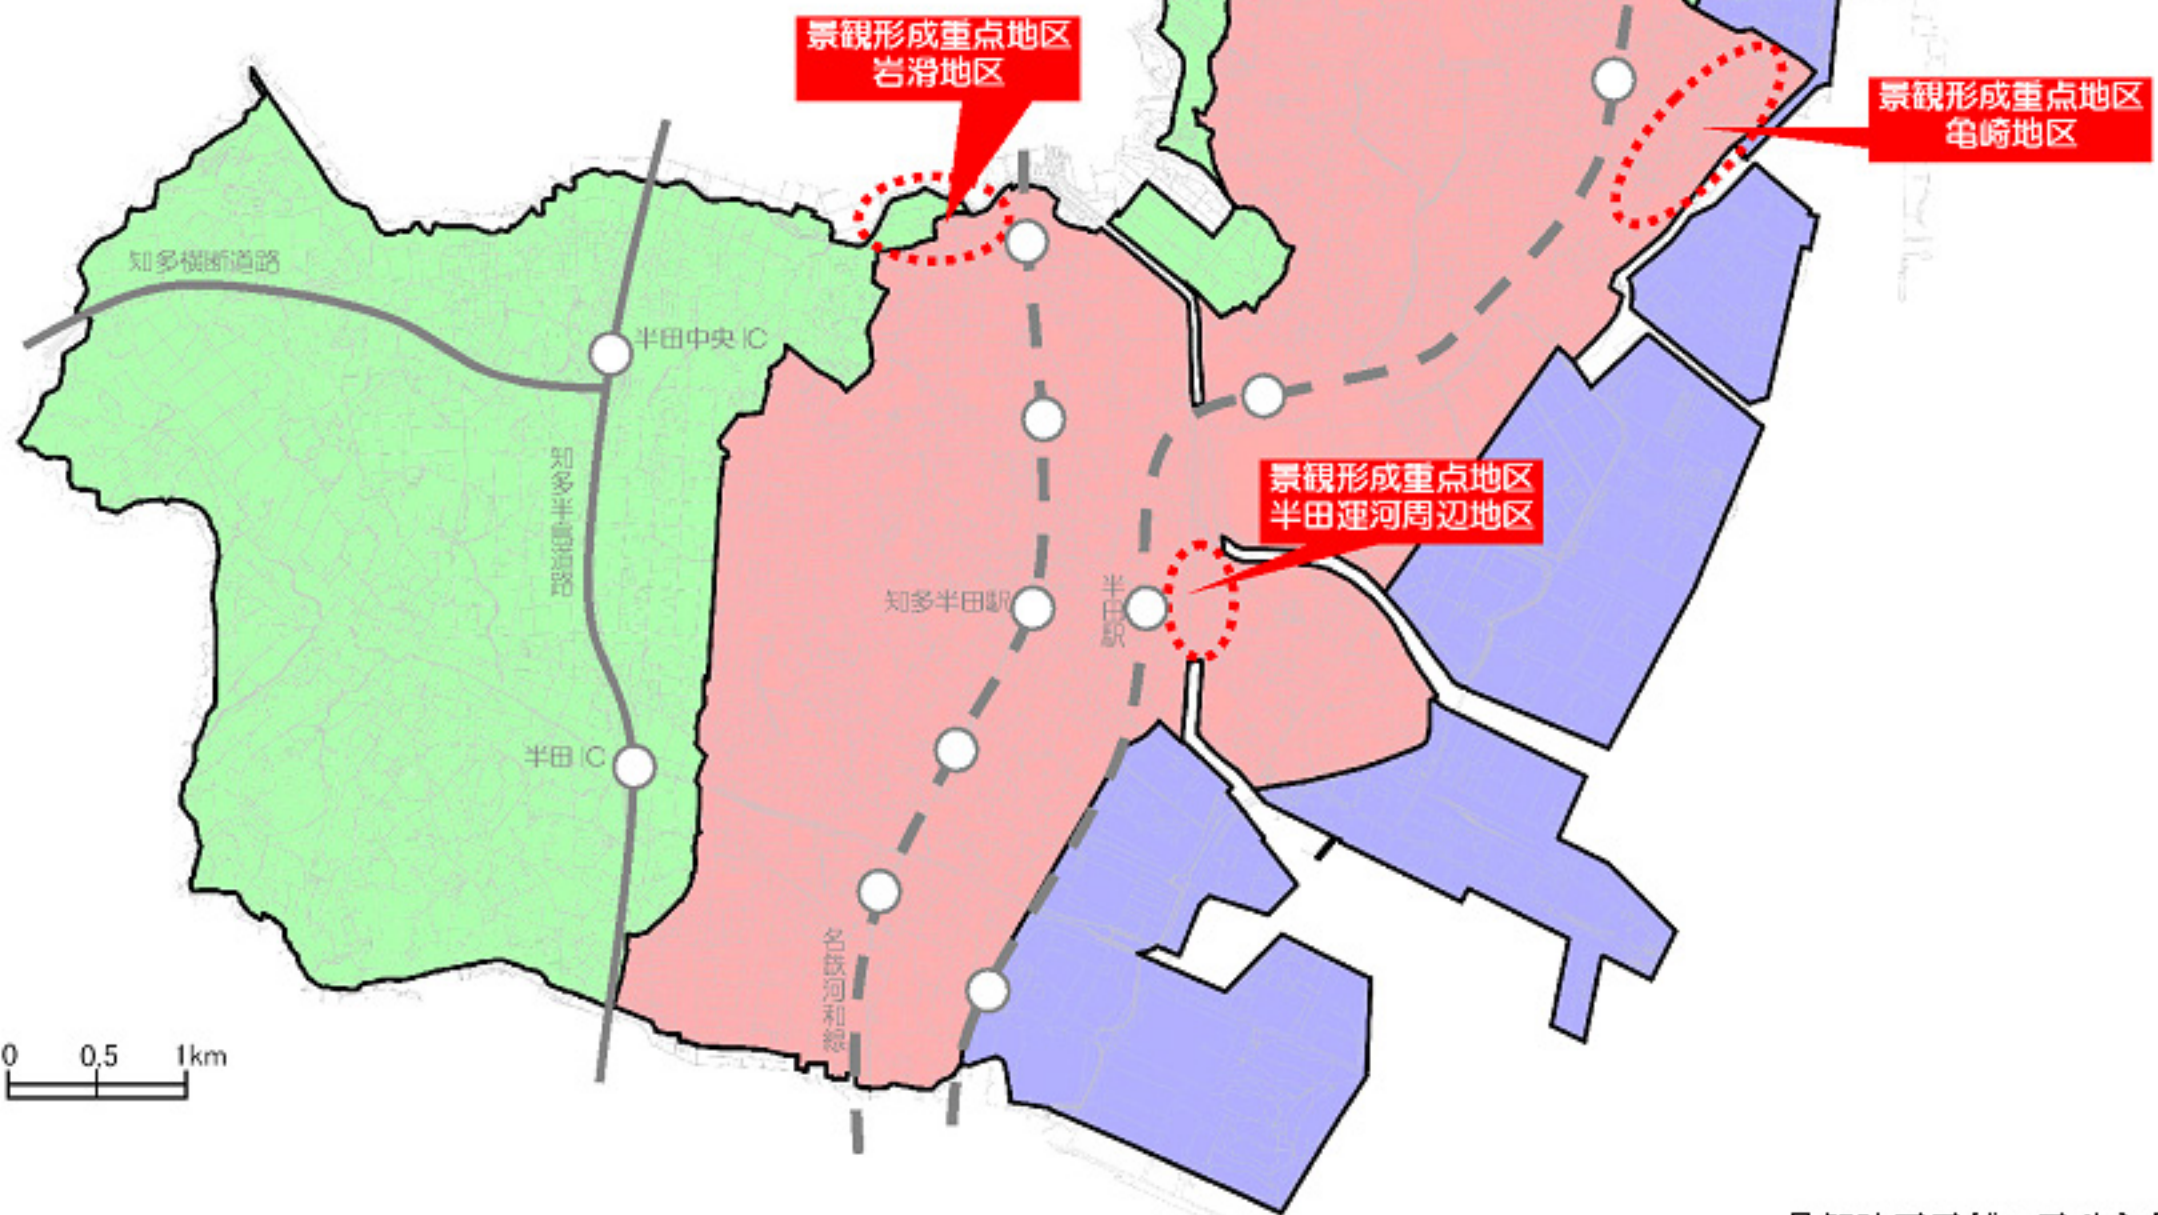 景観形成重点地区
岩滑地区
景観形成重点地区
亀崎地区
知多横断道路
半田中央IC
知多半島道路
景観形成重点地区
半田運河周辺地区
知多半田駅
半田駅
半田IC
名鉄河和線
0 0.5 1km